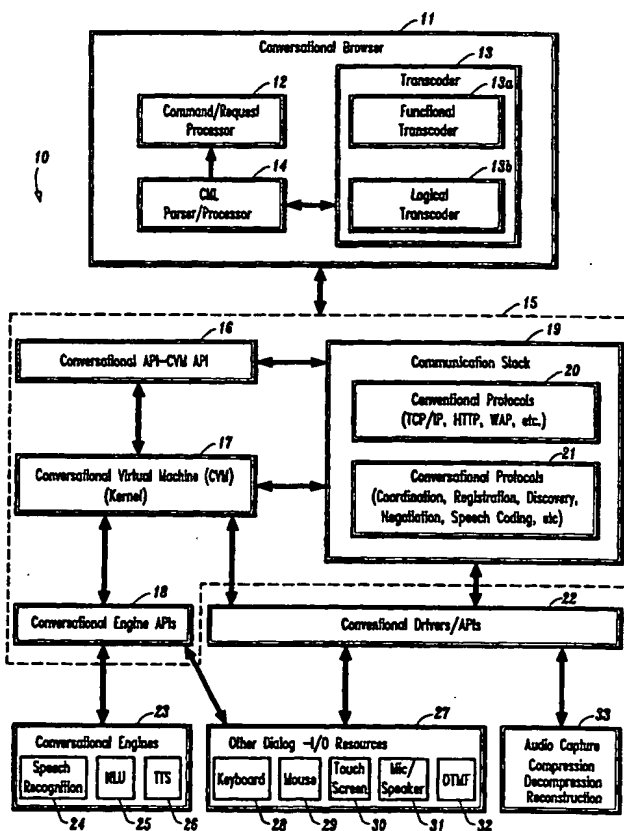 11
Conversational Browser
13
Transcoder
12
Command/Request
Processor
13a
Functional
Transcoder
10
14
CML
Parser/Processor
13b
Logical
Transcoder
15
16
Conversational API-CVM API
19
Communication Stack
20
Conventional Protocols
(TCP/IP, HTTP, WAP, etc.)
17
Conversational Virtual Machine (CVM)
(Kernel)
21
Conversational Protocols
(Coordination, Registration, Discovery,
Negotiation, Speech Coding, etc)
18
Conversational Engine APIs
22
Conventional Drivers/APIs
23
Conversational Engines
Speech
Recognition
NLU
TTS
24
25
26
27
Other Dialog -I/O Resources
Keyboard
Mouse
Touch
Screen
Mic/
Speaker
DTMF
28
29
30
31
32
33
Audio Capture
Compression
Decompression
Reconstruction